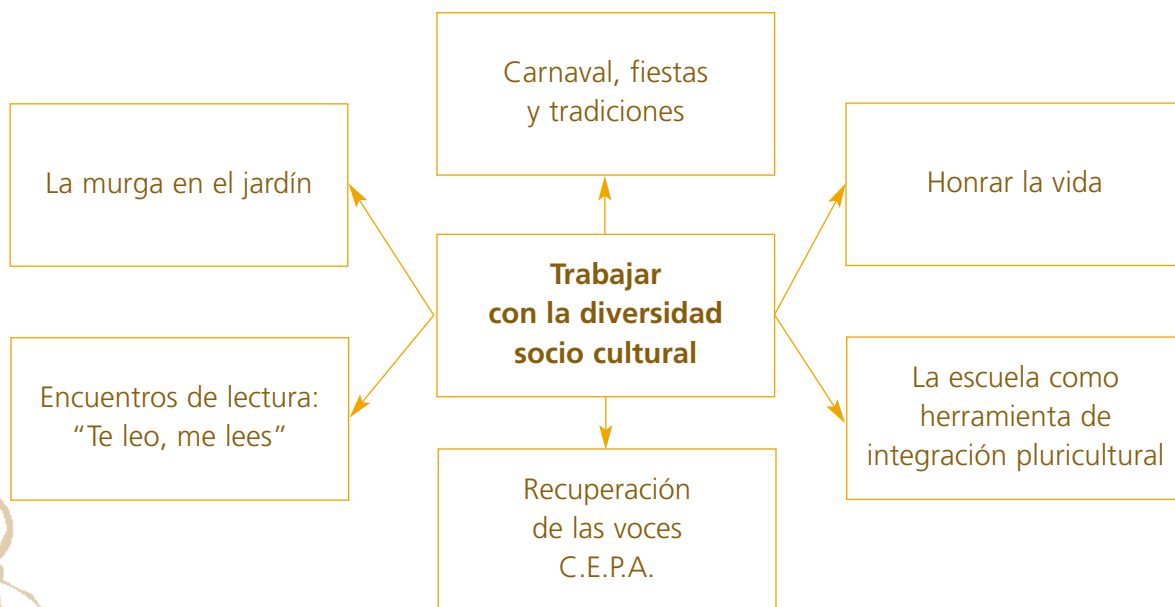 Carnaval, fiestas
y tradiciones
La murga en el jardín
Honrar la vida
Trabajar
con la diversidad
socio cultural
Encuentros de lectura:
“Te leo, me lees”
La escuela como
herramienta de
integración pluricultural
Recuperación
de las voces
C.E.P.A.